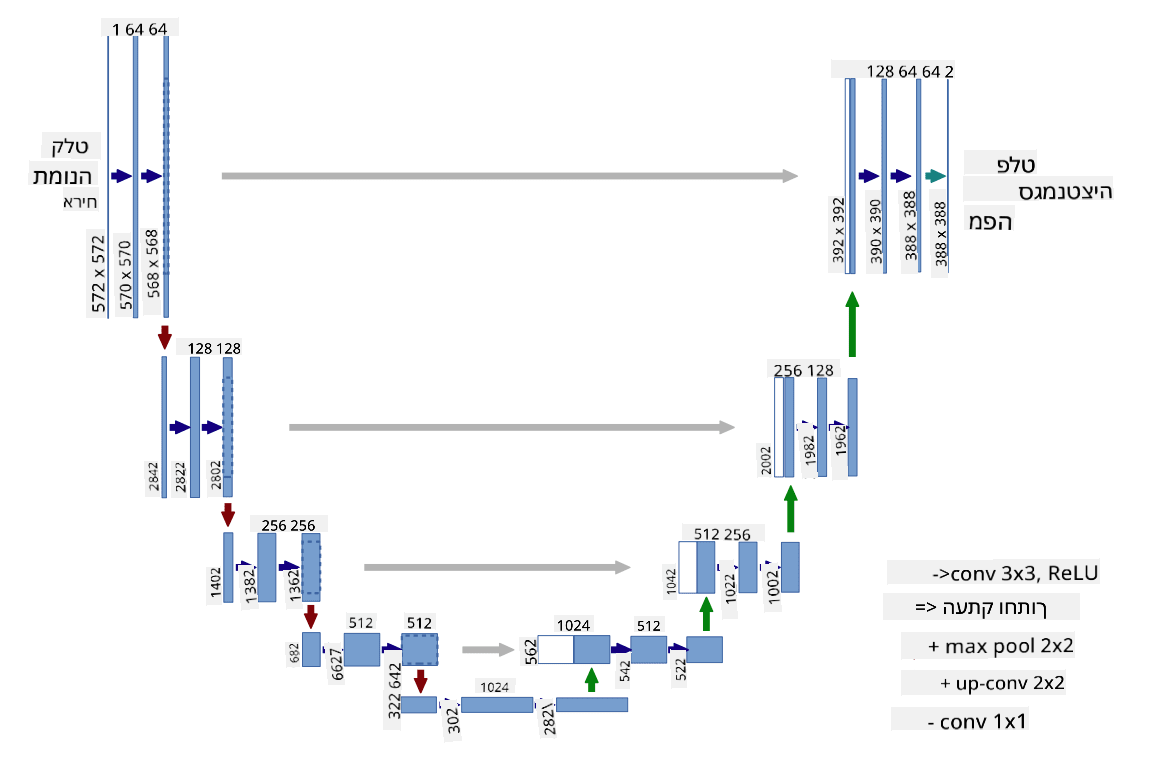 1 64 64
טלק
הנומת
חירא
572 x 572
570 x 570
568 x 568
128 64 64 2
טלפ
היצטנמגס
הפמ
392 x 392
390 x 390
388 x 388
388 x 388
128 128
2842
2822
2802
256 128
2002
1982
1962
256 256
1402
1382
1362
512 256
1042
1022
1002
512
512
682
6627
322 642
1024
512
562
542
522
1024
302
282\
->conv 3x3, ReLU
=> ךותחו קתעה
+ max pool 2x2
+ up-conv 2x2
- conv 1x1